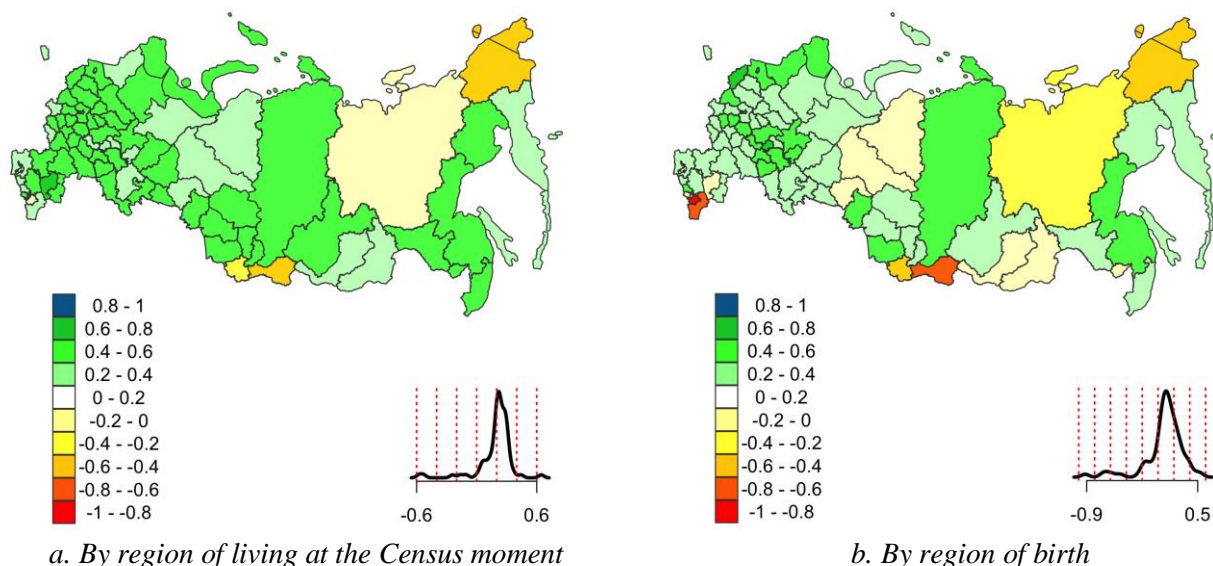 0.8 - 1
0.6 - 0.8
0.4 - 0.6
0.2 - 0.4
0 - 0.2
-0.2 - 0
-0.4 - -0.2
-0.6 - -0.4
-0.8 - -0.6
-1 - -0.8
-0.6 0.6
a. By region of living at the Census moment
0.8 - 1
0.6 - 0.8
0.4 - 0.6
0.2 - 0.4
0 - 0.2
-0.2 - 0
-0.4 - -0.2
-0.6 - -0.4
-0.8 - -0.6
-1 - -0.8
-0.9 0.5
b. By region of birth